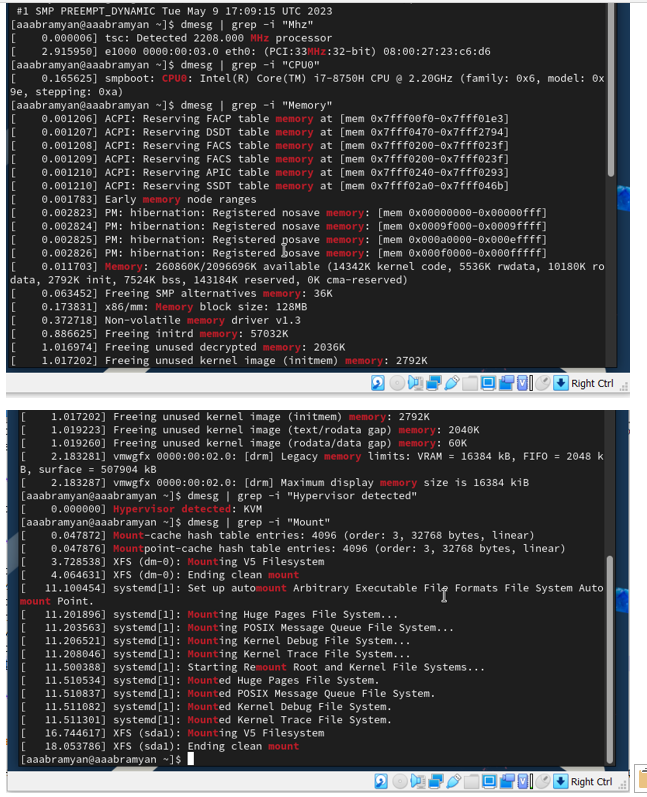 #1 SMP PREEMPT_DYNAMIC Tue May 9 17:09:15 UTC 2023
[aaabramyan@aaabramyan ~]$ dmesg | grep -i "Mhz"
[    0.000006] tsc: Detected 2208.000 MHz processor
[    2.915950] e1000 0000:00:03.0 eth0: (PCI:33MHz:32-bit) 08:00:27:23:c6:d6
[aaabramyan@aaabramyan ~]$ dmesg | grep -i "CPU0"
[    0.165625] smpboot: CPU0: Intel(R) Core(TM) i7-8750H CPU @ 2.20GHz (family: 0x6, model: 0x
9e, stepping: 0xa)
[aaabramyan@aaabramyan ~]$ dmesg | grep -i "Memory"
[    0.001206] ACPI: Reserving FACP table memory at [mem 0x7fff00f0-0x7fff01e3]
[    0.001207] ACPI: Reserving DSDT table memory at [mem 0x7fff0470-0x7fff2794]
[    0.001208] ACPI: Reserving FACS table memory at [mem 0x7fff0200-0x7fff023f]
[    0.001209] ACPI: Reserving FACS table memory at [mem 0x7fff0200-0x7fff023f]
[    0.001210] ACPI: Reserving APIC table memory at [mem 0x7fff0240-0x7fff0293]
[    0.001210] ACPI: Reserving SSDT table memory at [mem 0x7fff02a0-0x7fff046b]
[    0.001783] Early memory node ranges
[    0.002823] PM: hibernation: Registered nosave memory: [mem 0x00000000-0x00000fff]
[    0.002824] PM: hibernation: Registered nosave memory: [mem 0x0009f000-0x0009ffff]
[    0.002825] PM: hibernation: Registered nosave memory: [mem 0x000a0000-0x000effff]
[    0.002826] PM: hibernation: Registered nosave memory: [mem 0x000f0000-0x000fffff]
[    0.011703] Memory: 260860K/2096696K available (14342K kernel code, 5536K rwdata, 10180K ro
data, 2792K init, 7524K bss, 143184K reserved, 0K cma-reserved)
[    0.063452] Freeing SMP alternatives memory: 36K
[    0.173831] x86/mm: Memory block size: 128MB
[    0.372718] Non-volatile memory driver v1.3
[    0.886625] Freeing initrd memory: 57032K
[    1.016974] Freeing unused decrypted memory: 2036K
[    1.017202] Freeing unused kernel image (initmem) memory: 2792K
Right Ctrl
[    1.017202] Freeing unused kernel image (initmem) memory: 2792K
[    1.019223] Freeing unused kernel image (text/rodata gap) memory: 2040K
[    1.019260] Freeing unused kernel image (rodata/data gap) memory: 60K
[    2.183281] vmwgfx 0000:00:02.0: [drm] Legacy memory limits: VRAM = 16384 kB, FIFO = 2048 k
B, surface = 507904 kB
[    2.183287] vmwgfx 0000:00:02.0: [drm] Maximum display memory size is 16384 kiB
[aaabramyan@aaabramyan ~]$ dmesg | grep -i "Hypervisor detected"
[    0.000000] Hypervisor detected: KVM
[aaabramyan@aaabramyan ~]$ dmesg | grep -i "Mount"
[    0.047872] Mount-cache hash table entries: 4096 (order: 3, 32768 bytes, linear)
[    0.047876] Mountpoint-cache hash table entries: 4096 (order: 3, 32768 bytes, linear)
[    3.728538] XFS (dm-0): Mounting V5 Filesystem
[    4.064631] XFS (dm-0): Ending clean mount
[   11.100454] systemd[1]: Set up automount Arbitrary Executable File Formats File System Auto
mount Point.
[   11.201896] systemd[1]: Mounting Huge Pages File System...
[   11.203563] systemd[1]: Mounting POSIX Message Queue File System...
[   11.206521] systemd[1]: Mounting Kernel Debug File System...
[   11.208046] systemd[1]: Mounting Kernel Trace File System...
[   11.500388] systemd[1]: Starting Remount Root and Kernel File Systems...
[   11.510534] systemd[1]: Mounted Huge Pages File System.
[   11.510837] systemd[1]: Mounted POSIX Message Queue File System.
[   11.511082] systemd[1]: Mounted Kernel Debug File System.
[   11.511301] systemd[1]: Mounted Kernel Trace File System.
[   16.744617] XFS (sda1): Mounting V5 Filesystem
[   18.053786] XFS (sda1): Ending clean mount
[aaabramyan@aaabramyan ~]$
Right Ctrl